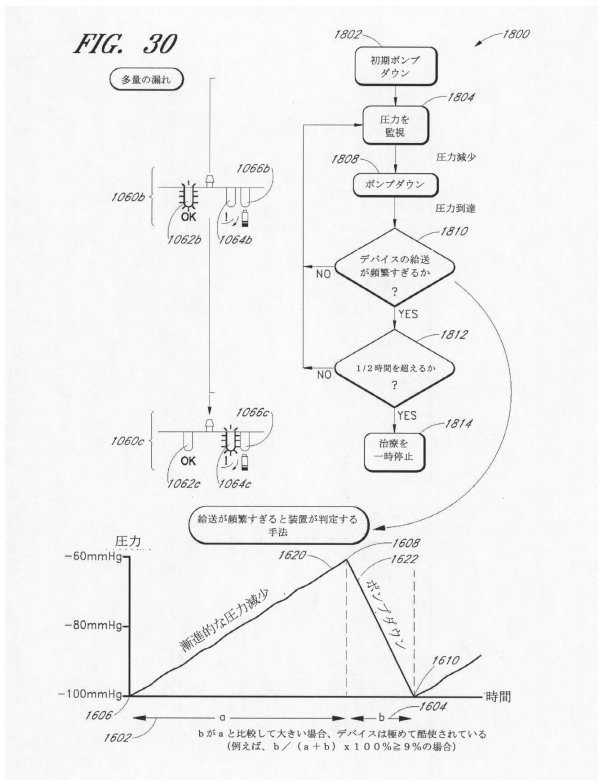 FIG. 30
多量の漏れ
1060b
1066b
OK
!
1062b
1064b
1060c
1066c
OK
!
1062c
1064c
1802
1800
初期ポンプ
ダウン
1804
圧力を
監視
圧力減少
1808
ポンプダウン
圧力到達
1810
デバイスの給送
が頻繁すぎるか
?
NO
YES
1812
1/2時間を超えるか
?
NO
YES
1814
治療を
一時停止
給送が頻繁すぎると装置が判定する
手法
圧力
1620
1608
1622
-60mmHg
漸進的な圧力減少
ポンプダウン
-80mmHg
1610
-100mmHg
時間
1606
a
b
1604
1602
bがaと比較して大きい場合、デバイスは極めて酷使されている
(例えば、b/(a+b)x100%≧9%の場合)